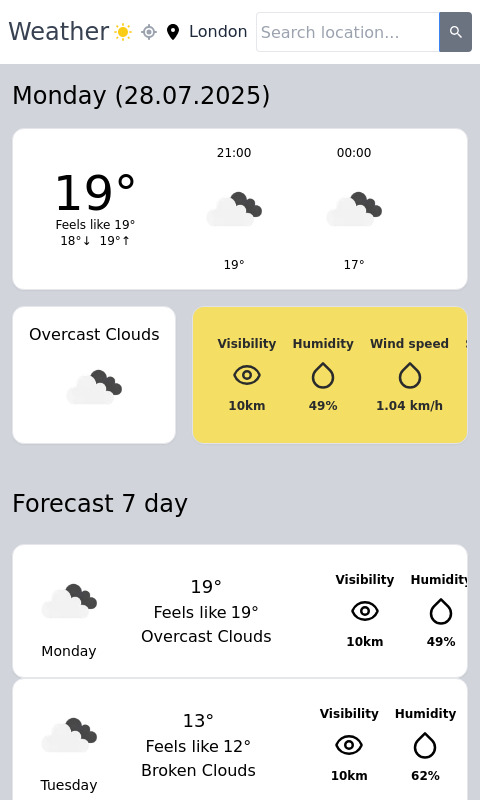 Weather London Search location...
Monday (28.07.2025)
21:00 00:00
19°
Feels like 19°
18°↓ 19°↑
19° 17°
Overcast Clouds
Visibility Humidity Wind speed
10km 49% 1.04 km/h
Forecast 7 day
19°
Feels like 19°
Overcast Clouds
Monday
Visibility Humidity
10km 49%
13°
Feels like 12°
Broken Clouds
Tuesday
Visibility Humidity
10km 62%